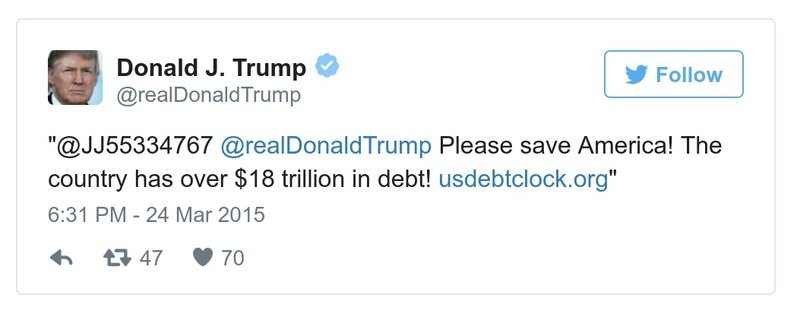 Donald J. Trump
@realDonaldTrump
Follow
"@JJ55334767 @realDonaldTrump Please save America! The
country has over $18 trillion in debt! usdebtclock.org"
6:31 PM - 24 Mar 2015
47 70